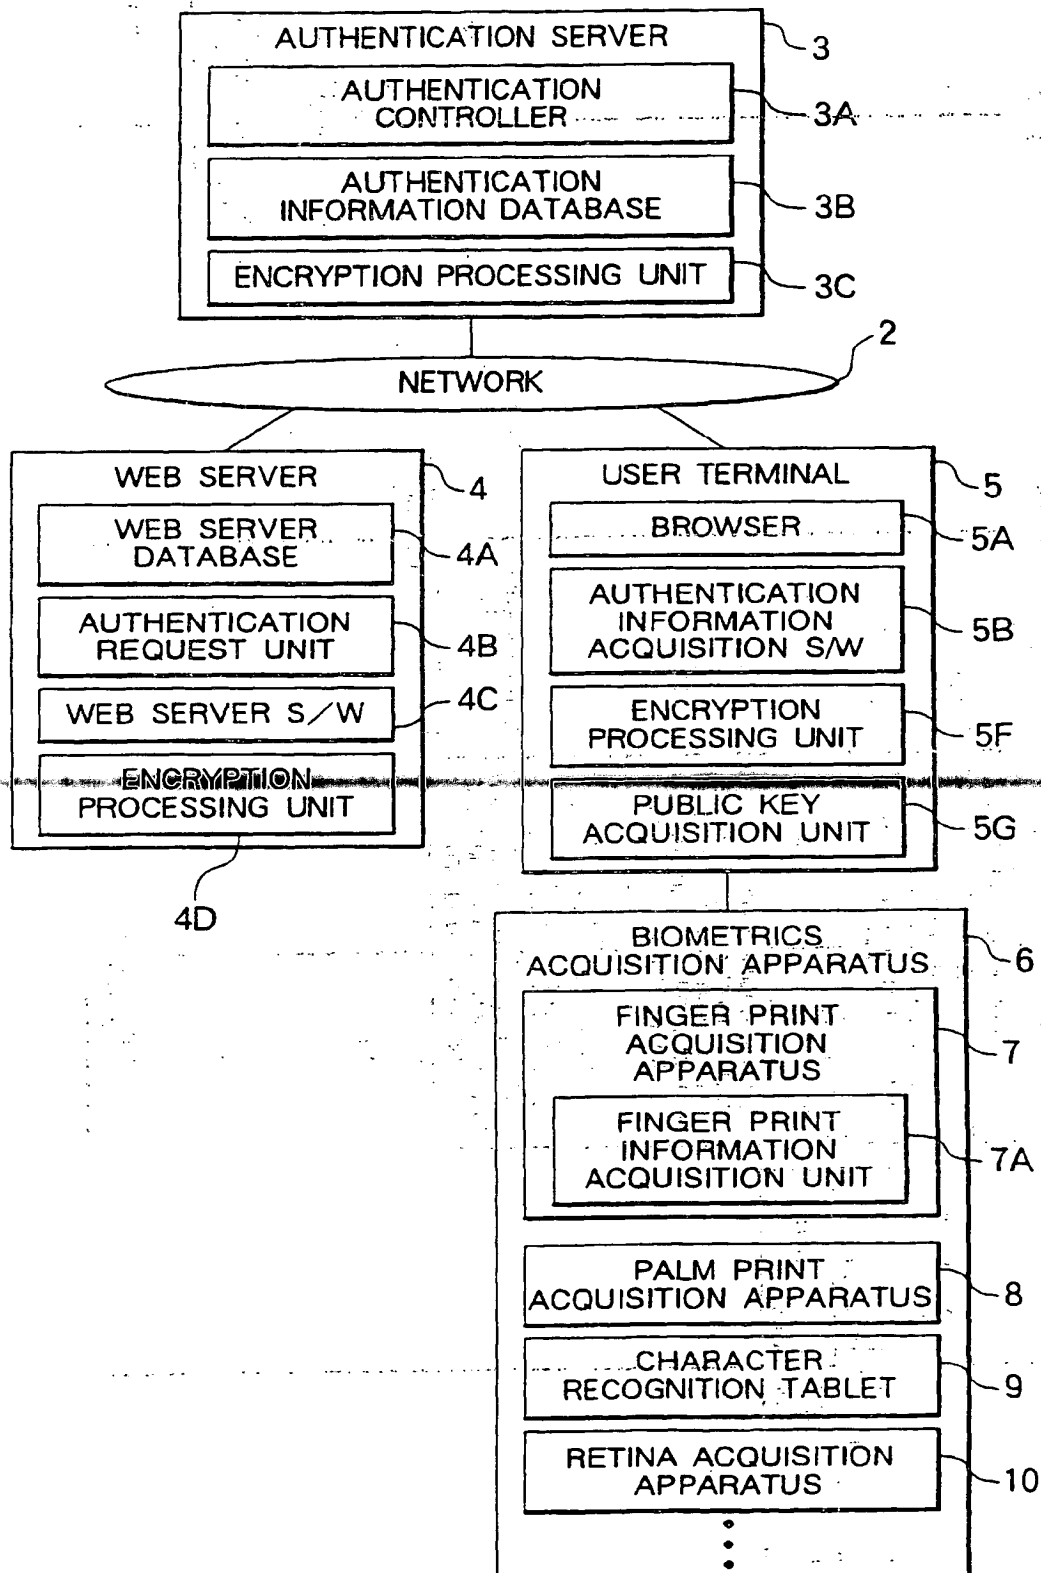 AUTHENTICATION SERVER
3
AUTHENTICATION
CONTROLLER
3A
AUTHENTICATION
INFORMATION DATABASE
3B
ENCRYPTION PROCESSING UNIT
3C
2
NETWORK
WEB SERVER
4
WEB SERVER
DATABASE
4A
AUTHENTICATION
REQUEST UNIT
4B
WEB SERVER S/W
4C
ENCRYPTION
PROCESSING UNIT
4D
USER TERMINAL
5
BROWSER
5A
AUTHENTICATION
INFORMATION
ACQUISITION S/W
5B
ENCRYPTION
PROCESSING UNIT
5F
PUBLIC KEY
ACQUISITION UNIT
5G
BIOMETRICS
ACQUISITION APPARATUS
6
FINGER PRINT
ACQUISITION
APPARATUS
7
FINGER PRINT
INFORMATION
ACQUISITION UNIT
7A
PALM PRINT
ACQUISITION APPARATUS
8
CHARACTER
RECOGNITION TABLET
9
RETINA ACQUISITION
APPARATUS
10